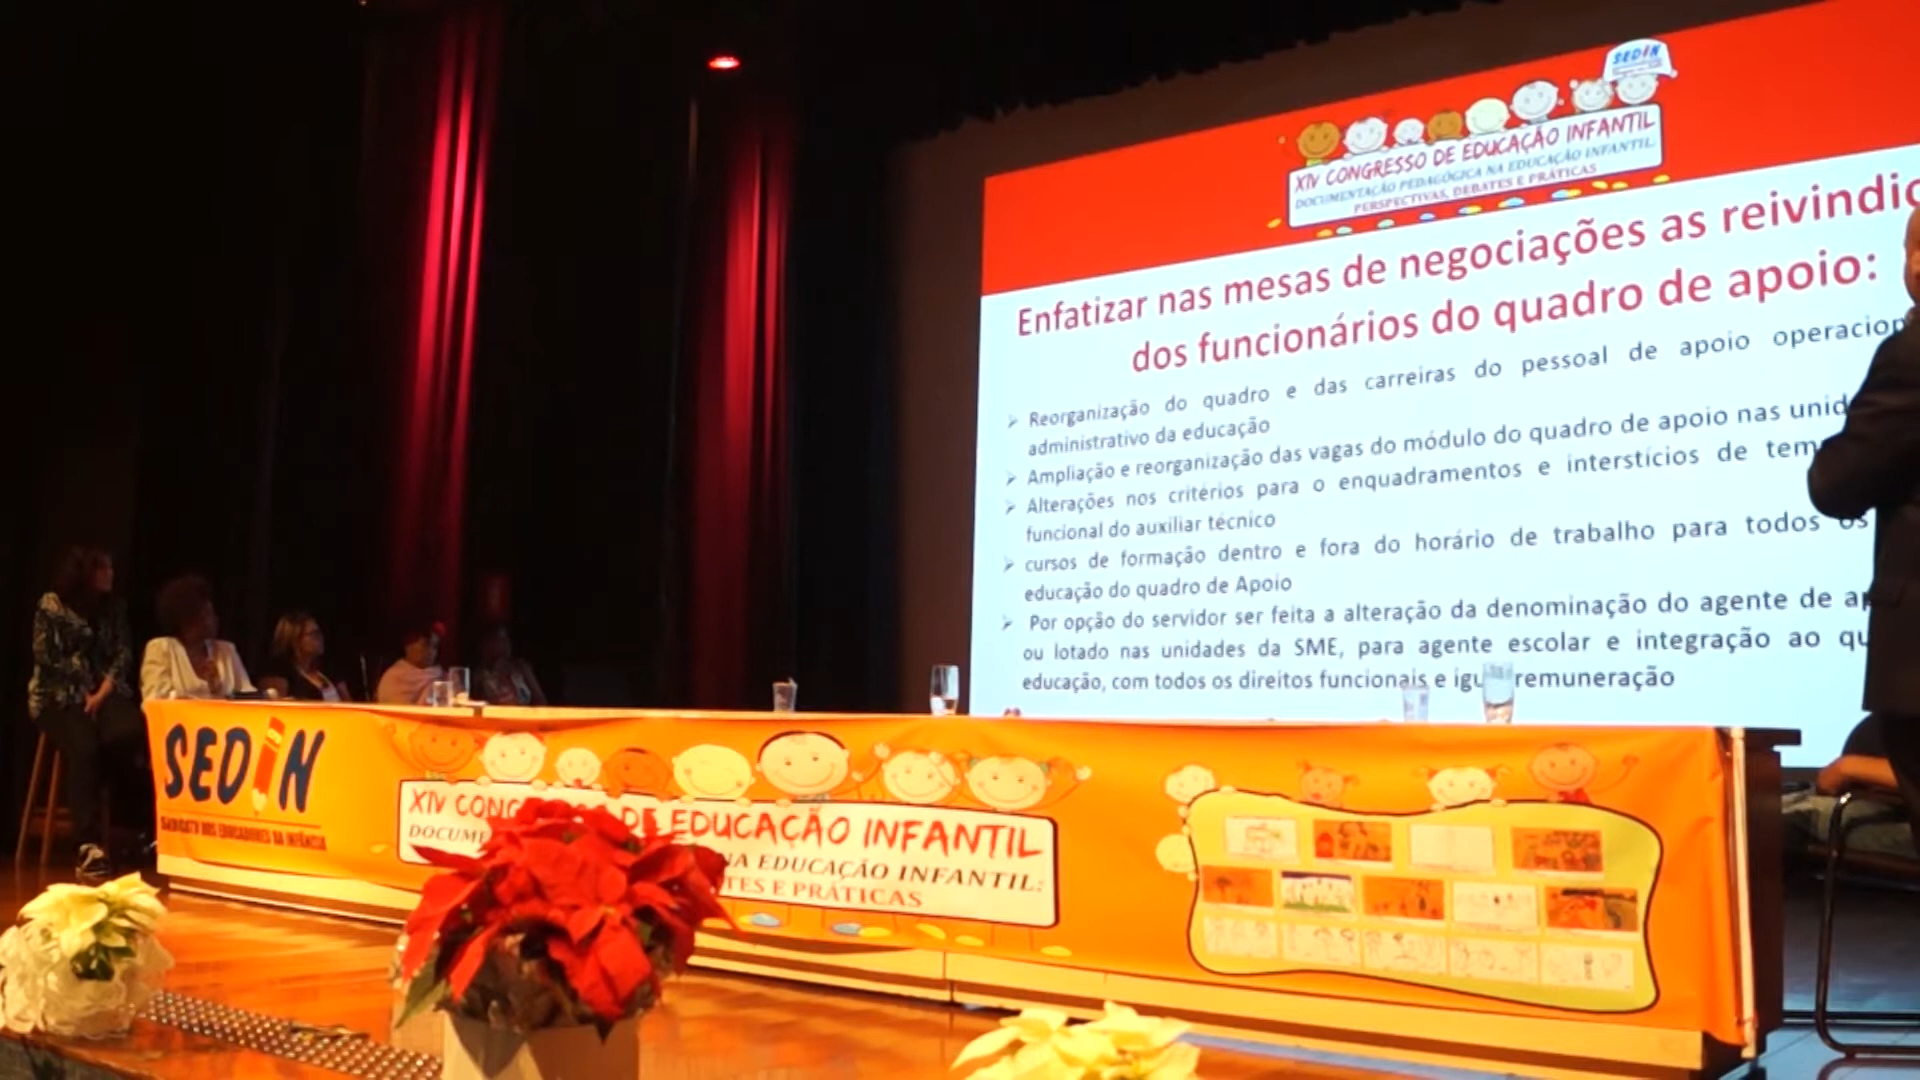 SEDIN
XIV CONGRESSO DE EDUCAÇÃO INFANTIL
DOCUMENTAÇÃO PEDAGÓGICA NA EDUCAÇÃO INFANTIL:
PERSPECTIVAS, DEBATES E PRÁTICAS
Enfatizar nas mesas de negociações as reivindic
dos funcionários do quadro de apoio:
Reorganização do quadro e das carreiras do pessoal de apoio operacion
administrativo da educação
Ampliação e reorganização das vagas do módulo do quadro de apoio nas unid
Alterações nos critérios para o enquadramentos e interstícios de tem
funcional do auxiliar técnico
cursos de formação dentro e fora do horário de trabalho para todos os
educação do quadro de Apoio
Por opção do servidor ser feita a alteração da denominação do agente de ap
ou lotado nas unidades da SME, para agente escolar e integração ao qu
educação, com todos os direitos funcionais e igu remuneração
SEDIN
SINDICATO DOS EDUCADORES DA INFÂNCIA
XIV CONG DE EDUCAÇÃO INFANTIL
DOCUME NA EDUCAÇÃO INFANTIL:
TES E PRÁTICAS